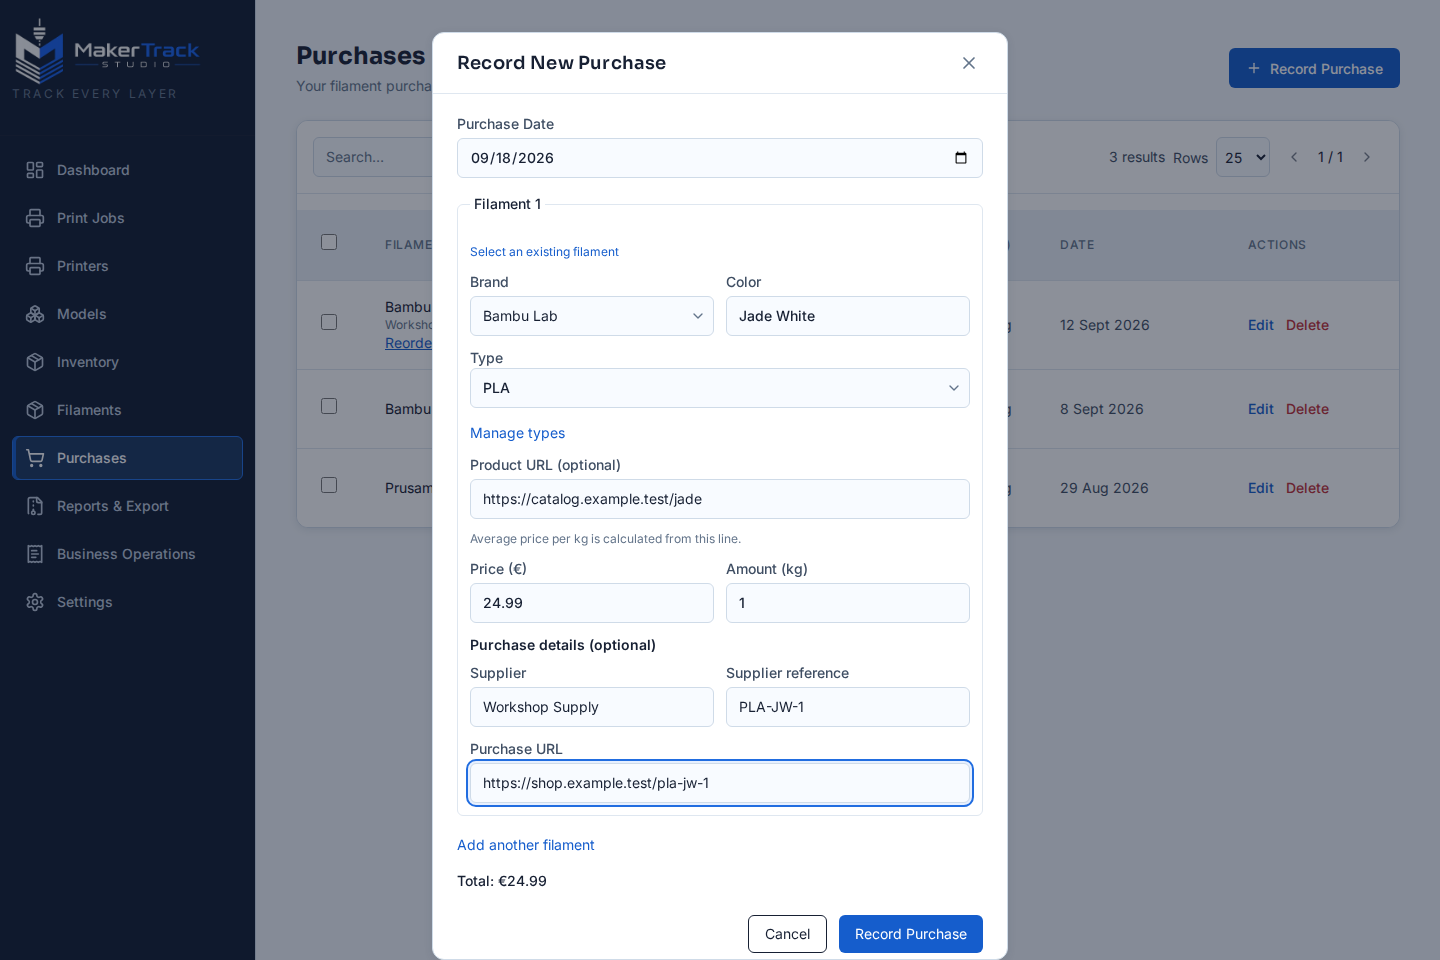 MakerTrack
STUDIO
TRACK EVERY LAYER
Dashboard
Print Jobs
Printers
Models
Inventory
Filaments
Purchases
Reports & Export
Business Operations
Settings
Purchases
Your filament purcha
+ Record Purchase
Search...
3 results
Rows
25
1 / 1
FILAME
DATE
ACTIONS
Bambu
Worksho
Reorde
g
12 Sept 2026
Edit
Delete
Bambu
g
8 Sept 2026
Edit
Delete
Prusam
g
29 Aug 2026
Edit
Delete
Record New Purchase
Purchase Date
09/18/2026
Filament 1
Select an existing filament
Brand
Color
Bambu Lab
Jade White
Type
PLA
Manage types
Product URL (optional)
https://catalog.example.test/jade
Average price per kg is calculated from this line.
Price (€)
Amount (kg)
24.99
1
Purchase details (optional)
Supplier
Supplier reference
Workshop Supply
PLA-JW-1
Purchase URL
https://shop.example.test/pla-jw-1
Add another filament
Total: €24.99
Cancel
Record Purchase